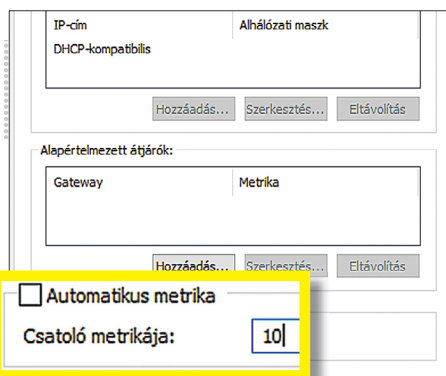 IP-cím Alhálózati maszk
DHCP-kompatibilis
Hozzáadás... Szerkesztés... Eltávolítás
Alapértelmezett átjárók:
Gateway Metrika
Hozzáadás... Szerkesztés... Eltávolítás
Automatikus metrika
Csatoló metrikája: 10